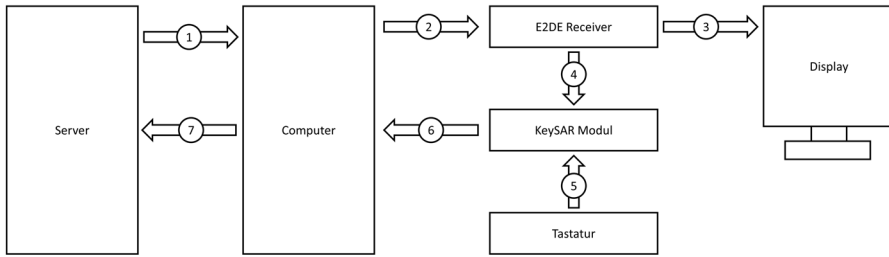 1
2
E2DE Receiver
3
Display
4
Server
7
Computer
6
KeySAR Modul
5
Tastatur